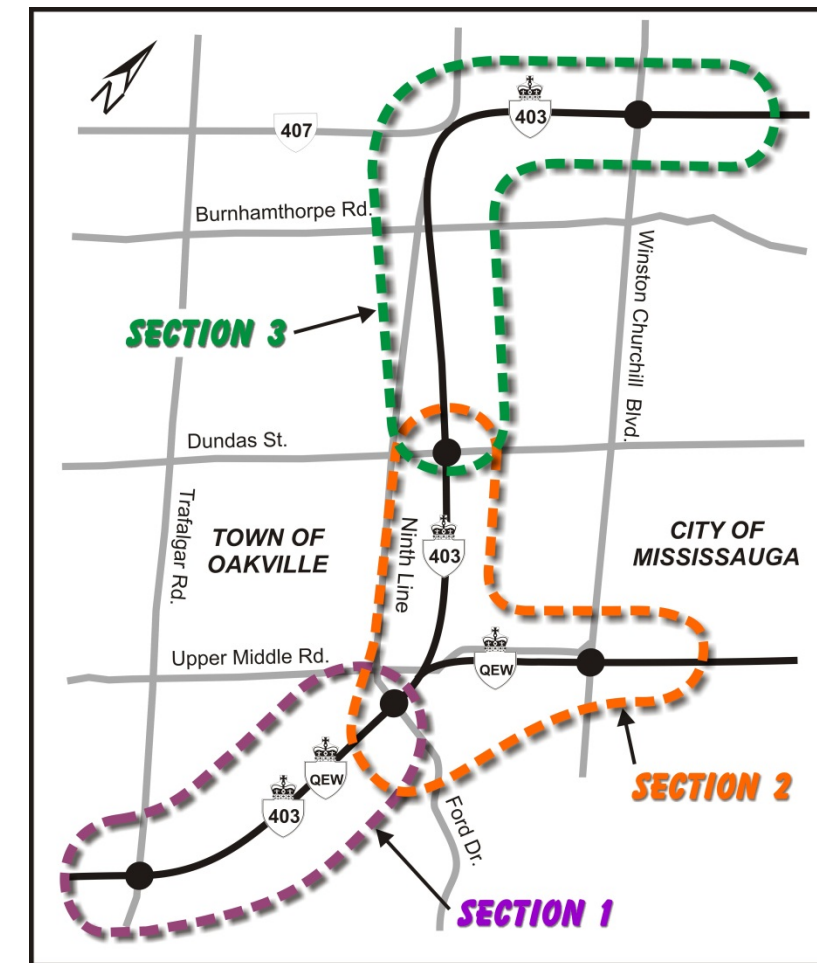 N
407
403
Burnhamthorpe Rd.
Winston Churchill Blvd.
SECTION 3
Dundas St.
Trafalgar Rd.
TOWN OF
OAKVILLE
Ninth Line
403
CITY OF
MISSISSAUGA
Upper Middle Rd.
QEW
QEW
403
SECTION 2
Ford Dr.
SECTION 1